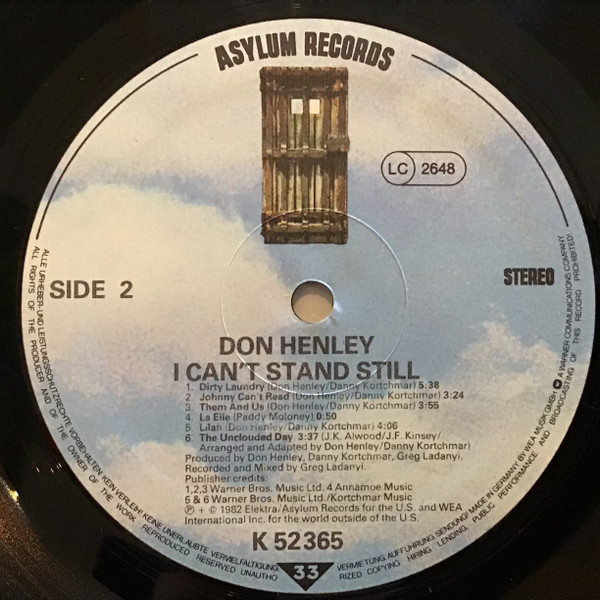 ASYLUM RECORDS
LC 2648
SIDE 2
STEREO
DON HENLEY
I CAN'T STAND STILL
1. Dirty Laundry (Don Henley/Danny Kortchmar) 5:38
2. Johnny Can't Read (Don Henley/Danny Kortchmar) 3:24
3. Them And Us (Don Henley/Danny Kortchmar) 3:55
4. La Eile (Paddy Moloney) 0:50
5. Lilah (Don Henley/Danny Kortchmar) 4:06
6. The Unclouded Day 3:37 (J.K. Alwood/J.F. Kinsey/
Arranged and Adapted by Don Henley/Danny Kortchmar)
Produced by Don Henley, Danny Kortchmar, Greg Ladanyi.
Recorded and Mixed by Greg Ladanyi.
Publisher credits:
1,2,3 Warner Bros. Music Ltd. 4 Annamoe Music
5 & 6 Warner Bros. Music Ltd./Kortchmar Music
℗ + © 1982 Elektra/Asylum Records for the U.S. and WEA
International Inc. for the world outside of the U.S.
K 52365
33
ALLE URHEBER- UND LEISTUNGSSCHUTZRECHTE VORBEHALTEN. KEIN VERLEIH! KEINE UNERLAUBTE VERVIELFÄLTIGUNG, VERMIETUNG, AUFFÜHRUNG, SENDUNG! MADE IN GERMANY BY WEA MUSIK GMBH. A WARNER COMMUNICATIONS COMPANY
ALL RIGHTS OF THE PRODUCER AND OF THE OWNER OF THE WORK REPRODUCED RESERVED UNAUTHORIZED COPYING, HIRING, LENDING, PUBLIC PERFORMANCE AND BROADCASTING OF THIS RECORD PROHIBITED!